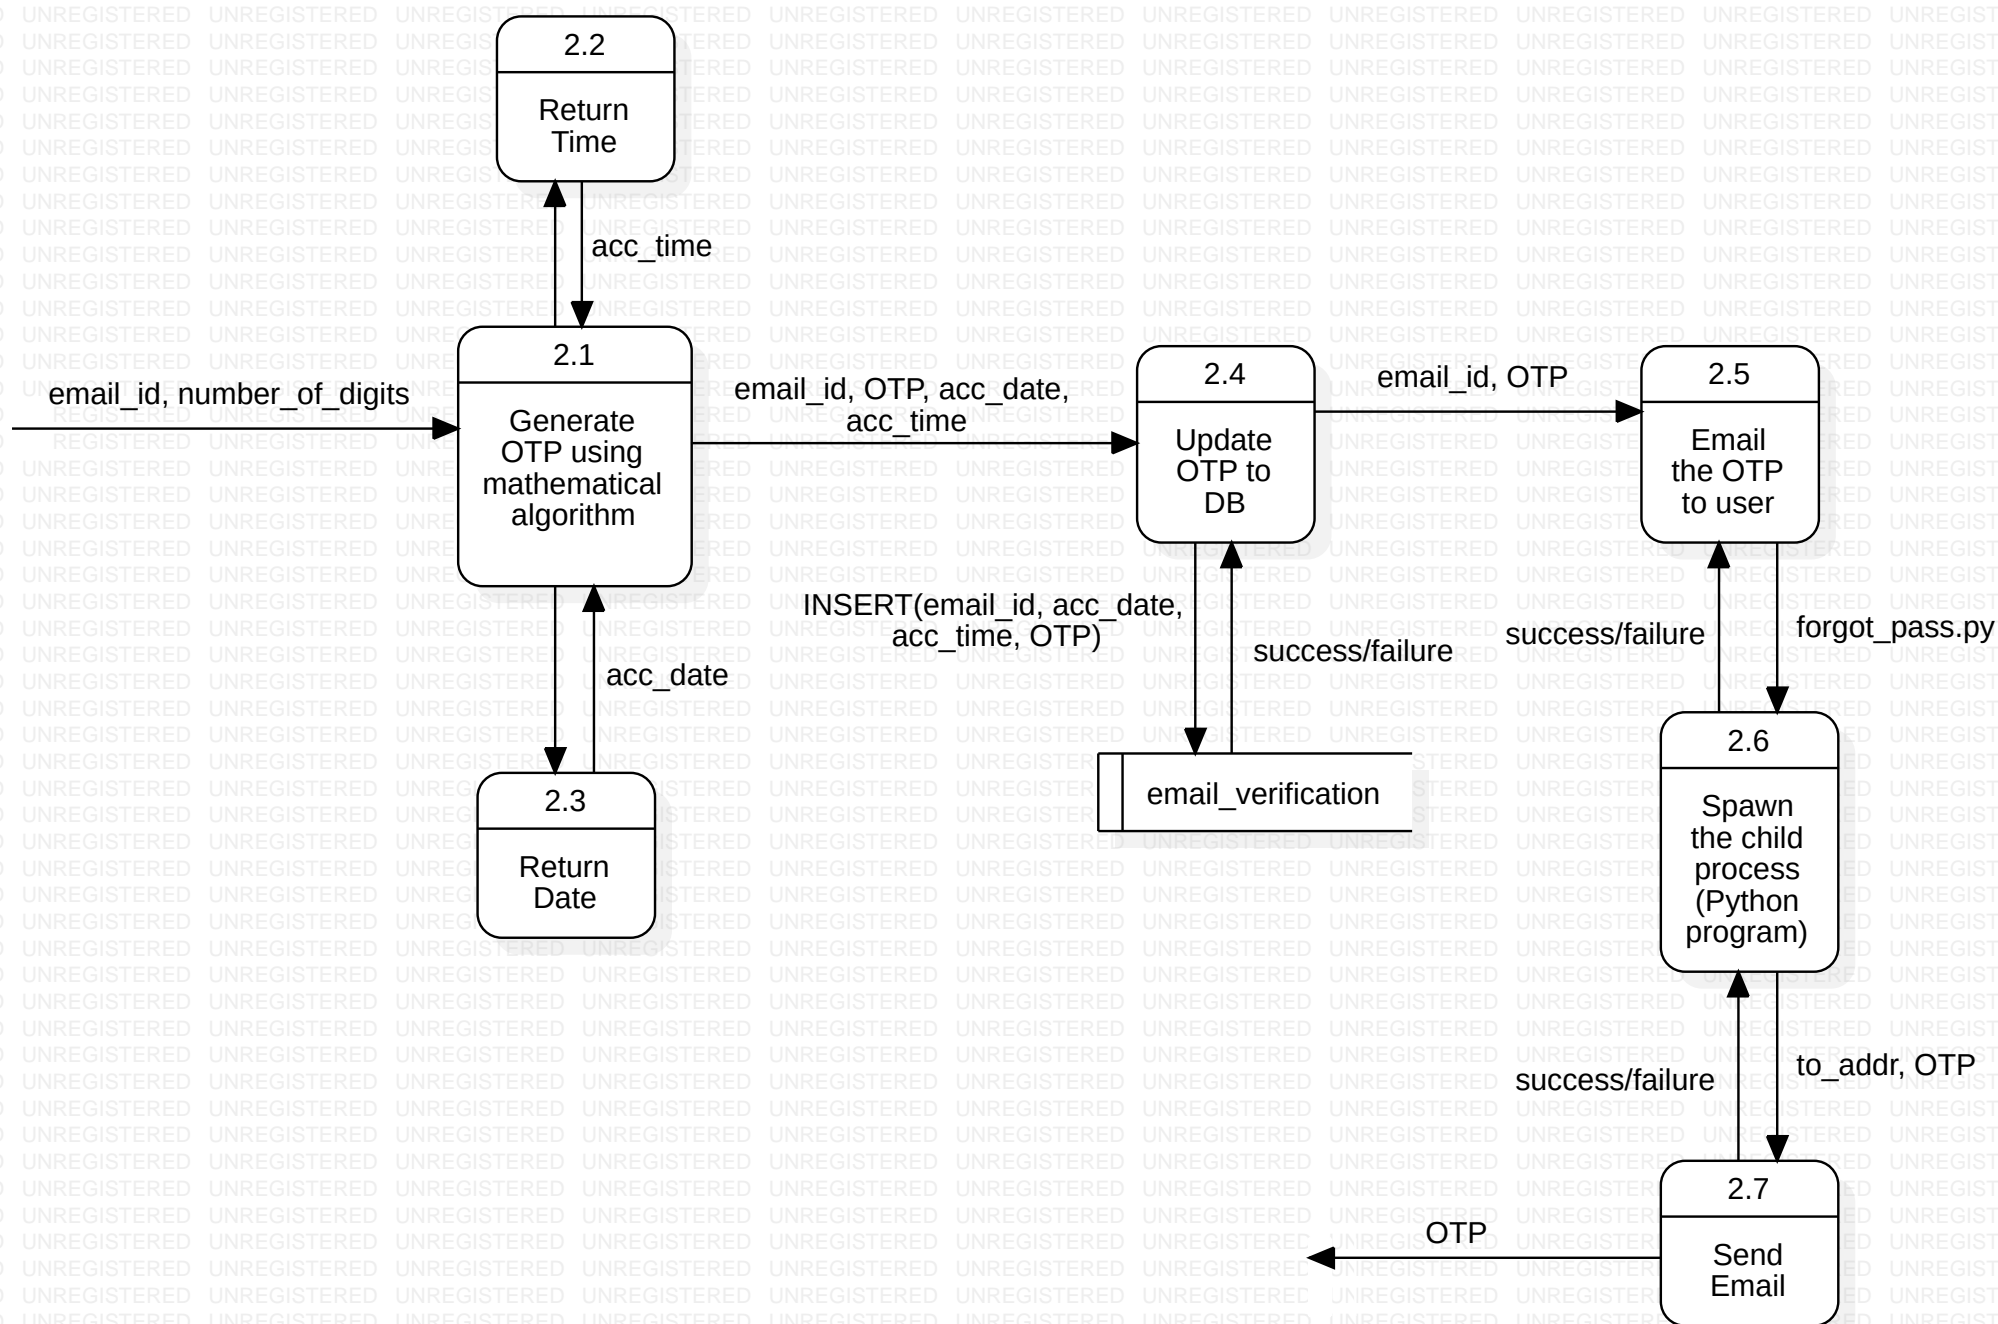 2.2
Return
Time
acc_time
2.1
Generate
OTP using
mathematical
algorithm
email_id, number_of_digits
email_id, OTP, acc_date,
acc_time
2.4
Update
OTP to
DB
email_id, OTP
2.5
Email
the OTP
to user
acc_date
2.3
Return
Date
INSERT(email_id, acc_date,
acc_time, OTP)
success/failure
email_verification
success/failure
forgot_pass.py
2.6
Spawn
the child
process
(Python
program)
success/failure
to_addr, OTP
2.7
Send
Email
OTP
UNREGISTERED